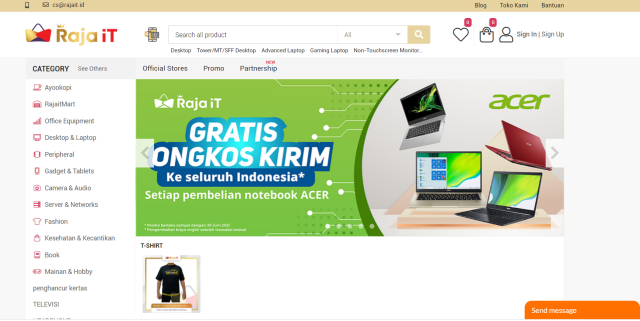 cs@rajait.id
Blog
Toko Kami
Bantuan
Raja iT
Search all product
All
0
0
Sign In | Sign Up
Desktop Tower/MT/SFF Desktop Advanced Laptop Gaming Laptop Non-Touchscreen Monitor...
CATEGORY
See Others
Official Stores
Promo
Partnership
NEW
Ayookopi
RajaitMart
Office Equipment
Desktop & Laptop
Peripheral
Gadget & Tablets
Camera & Audio
Server & Networks
Fashion
Kesehatan & Kecantikan
Book
Mainan & Hobby
penghancur kertas
TELEVISI
Raja iT
acer
GRATIS
ONGKOS KIRIM
Ke seluruh Indonesia*
Setiap pembelian notebook ACER
T-SHIRT
Send message